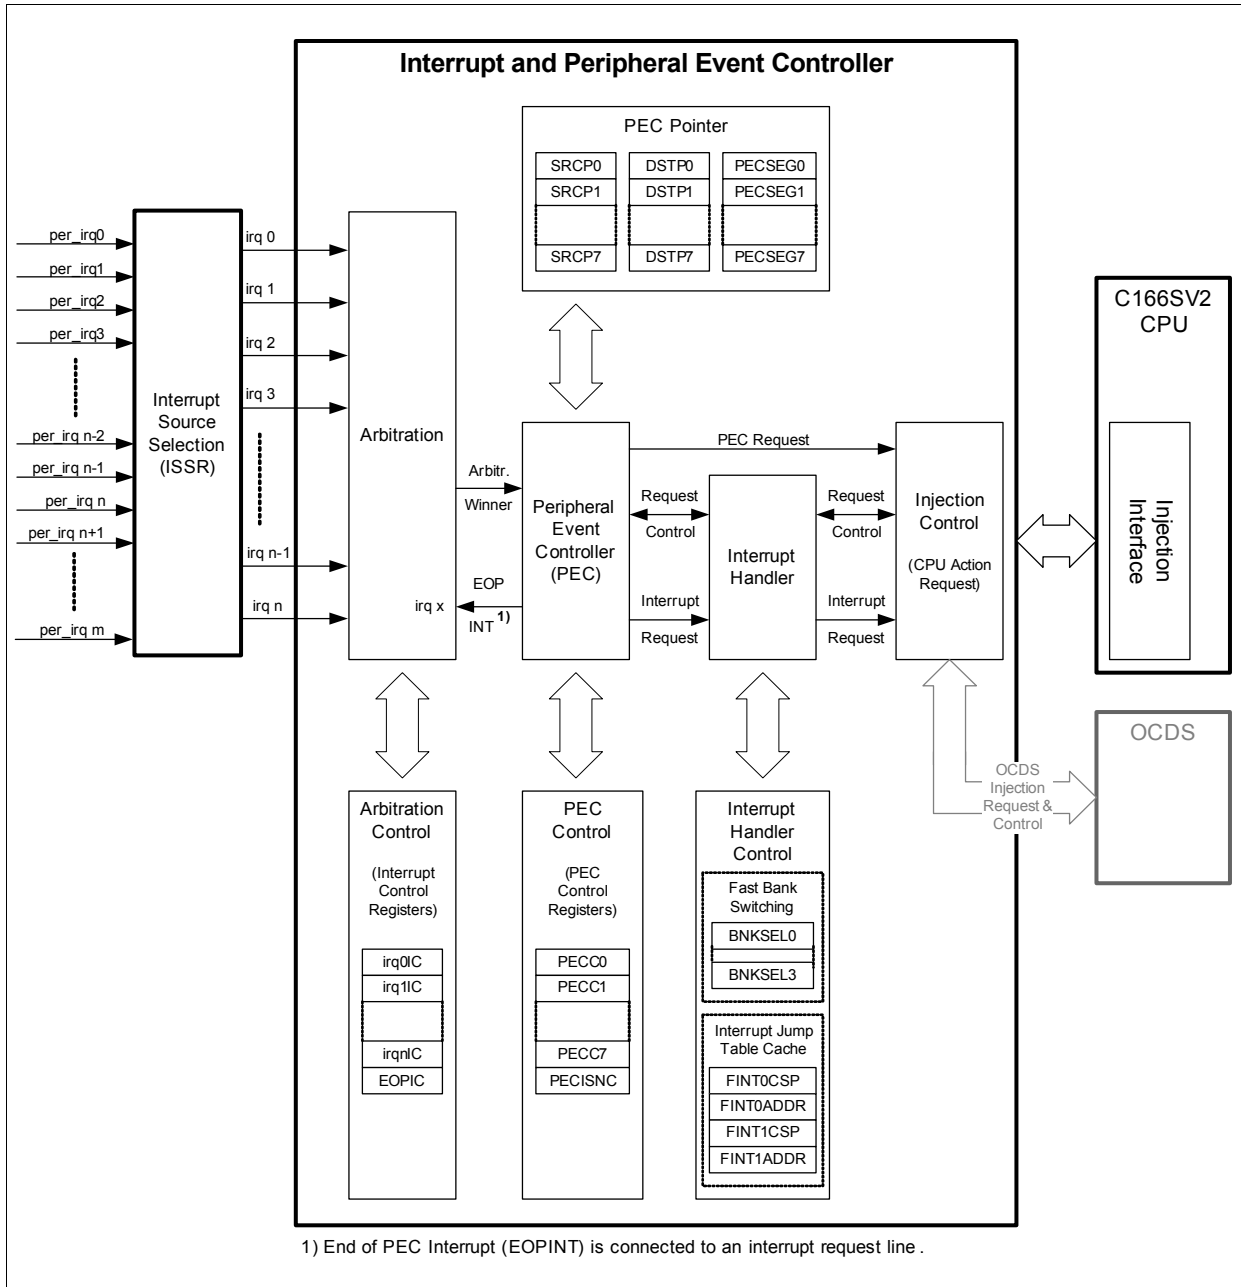 Interrupt and Peripheral Event Controller
PEC Pointer
SRCP0
SRCP1
SRCP7
DSTP0
DSTP1
DSTP7
PECSEG0
PECSEG1
PECSEG7
per_irq0
per_irq1
per_irq2
per_irq3
per_irq n-2
per_irq n-1
per_irq n
per_irq n+1
per_irq m
Interrupt
Source
Selection
(ISSR)
irq 0
irq 1
irq 2
irq 3
irq n-1
irq n
Arbitration
irq x
Arbitr.
Winner
EOP
INT 1)
Peripheral
Event
Controller
(PEC)
PEC Request
Request
Control
Interrupt
Request
Interrupt
Handler
Request
Control
Interrupt
Request
Injection
Control
(CPU Action
Request)
C166SV2
CPU
Injection
Interface
OCDS
OCDS
Injection
Request &
Control
Arbitration
Control
(Interrupt
Control
Registers)
irq0IC
irq1IC
irqnIC
EOPIC
PEC
Control
(PEC
Control
Registers)
PECC0
PECC1
PECC7
PECISNC
Interrupt
Handler
Control
Fast Bank
Switching
BNKSEL0
BNKSEL3
Interrupt Jump
Table Cache
FINT0CSP
FINT0ADDR
FINT1CSP
FINT1ADDR
1) End of PEC Interrupt (EOPINT) is connected to an interrupt request line .